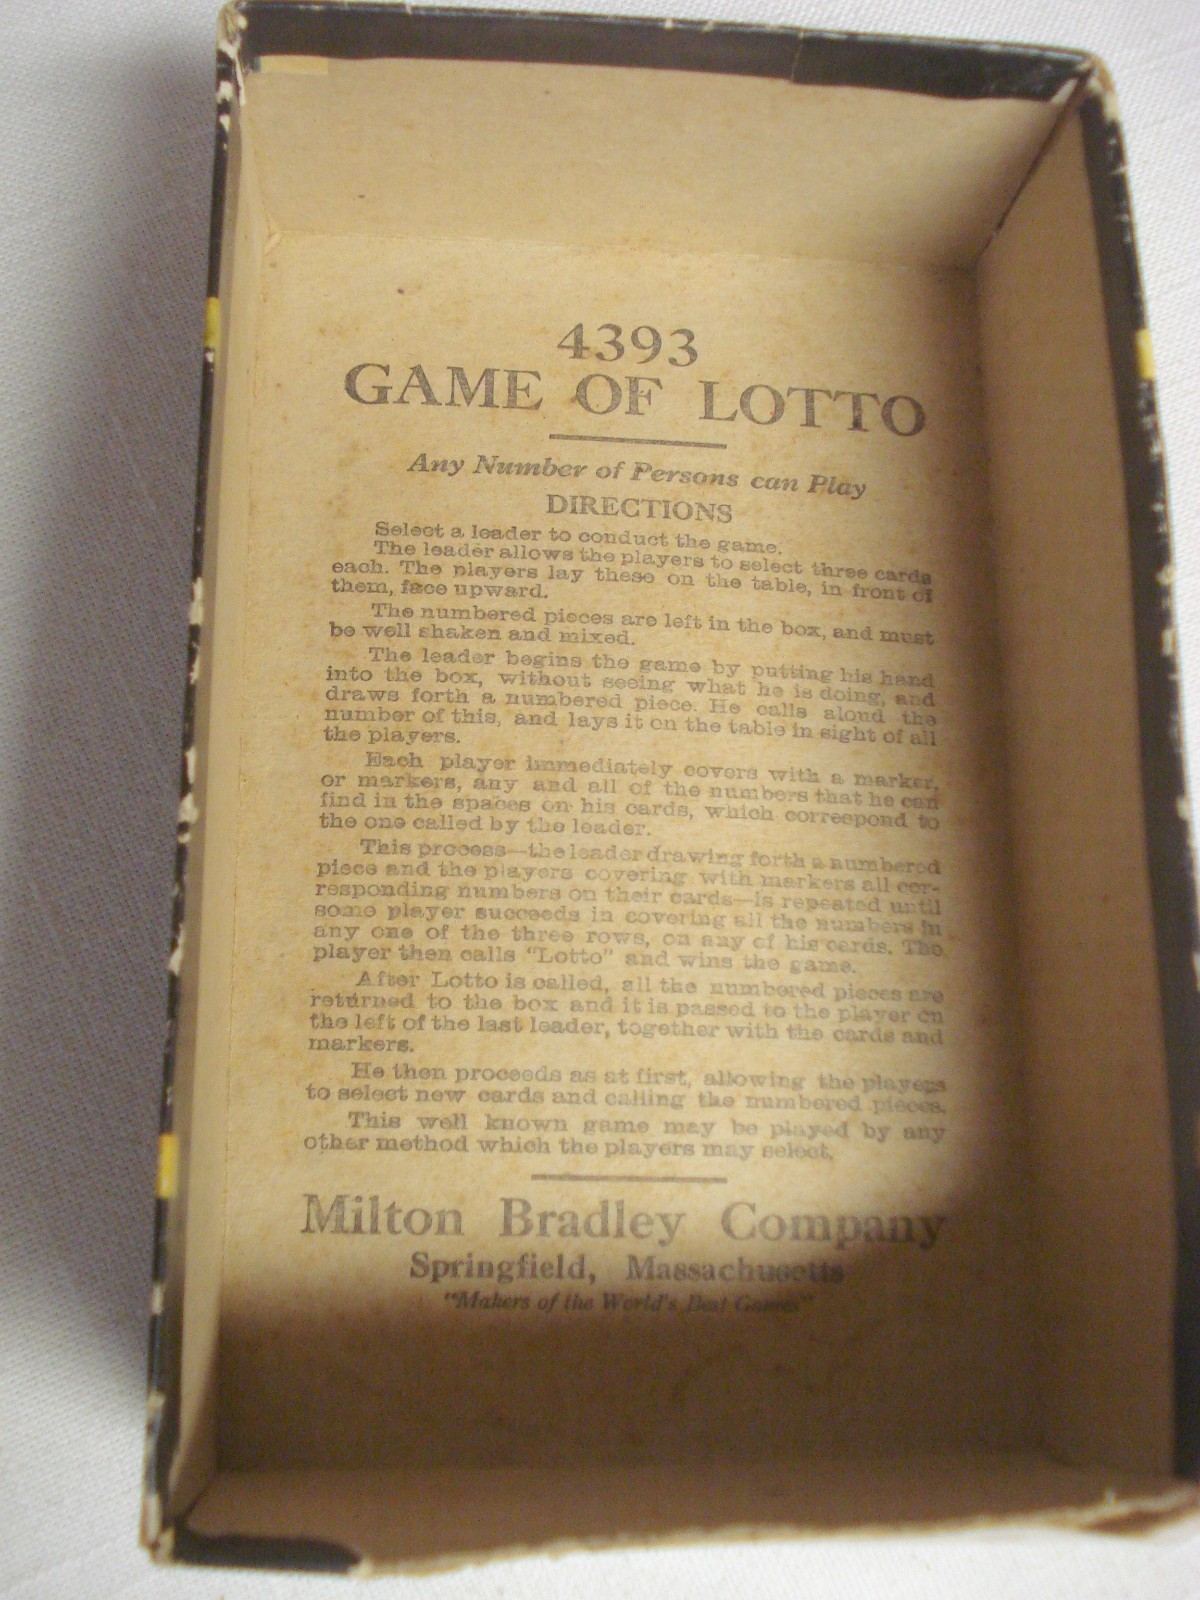 4393
GAME OF LOTTO
Any Number of Persons can Play
DIRECTIONS
Select a leader to conduct the game.
The leader allows the players to select three cards
each. The players lay these on the table, in front of
them, face upward.
The numbered pieces are left in the box, and must
be well shaken and mixed.
The leader begins the game by putting his hand
into the box, without seeing what he is doing, and
draws forth a numbered piece. He calls aloud the
number of this, and lays it on the table in sight of all
the players.
Each player immediately covers with a marker,
or markers, any and all of the numbers that he can
find in the spaces on his cards, which correspond to
the one called by the leader.
This process—the leader drawing forth a numbered
piece and the players covering with markers all cor-
responding numbers on their cards—is repeated until
some player succeeds in covering all the numbers in
any one of the three rows, on any of his cards. The
player then calls "Lotto" and wins the game.
After Lotto is called, all the numbered pieces are
returned to the box and it is passed to the player on
the left of the last leader, together with the cards and
markers.
He then proceeds as at first, allowing the players
to select new cards and calling the numbered pieces.
This well known game may be played by any
other method which the players may select.
Milton Bradley Company
Springfield, Massachusetts
"Makers of the World's Best Games"